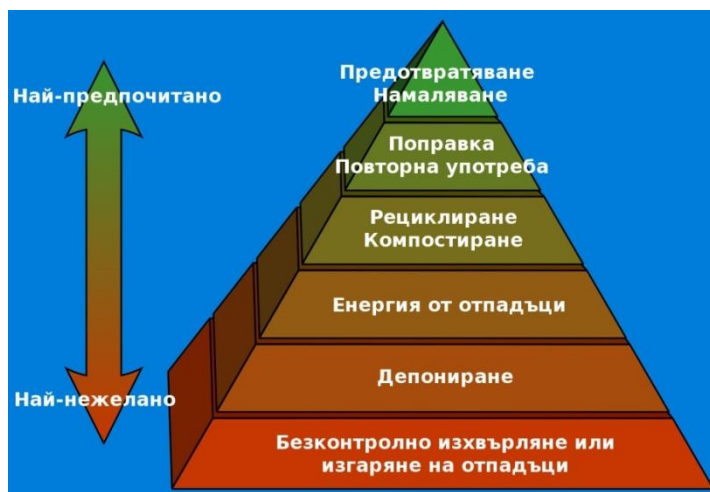 Най-предпочитано
Предотвратяване
Намаляване
Поправка
Повторна употреба
Рециклиране
Компостиране
Енергия от отпадъци
Депониране
Най-нежелано
Безконтролно изхвърляне или
изгаряне на отпадъци